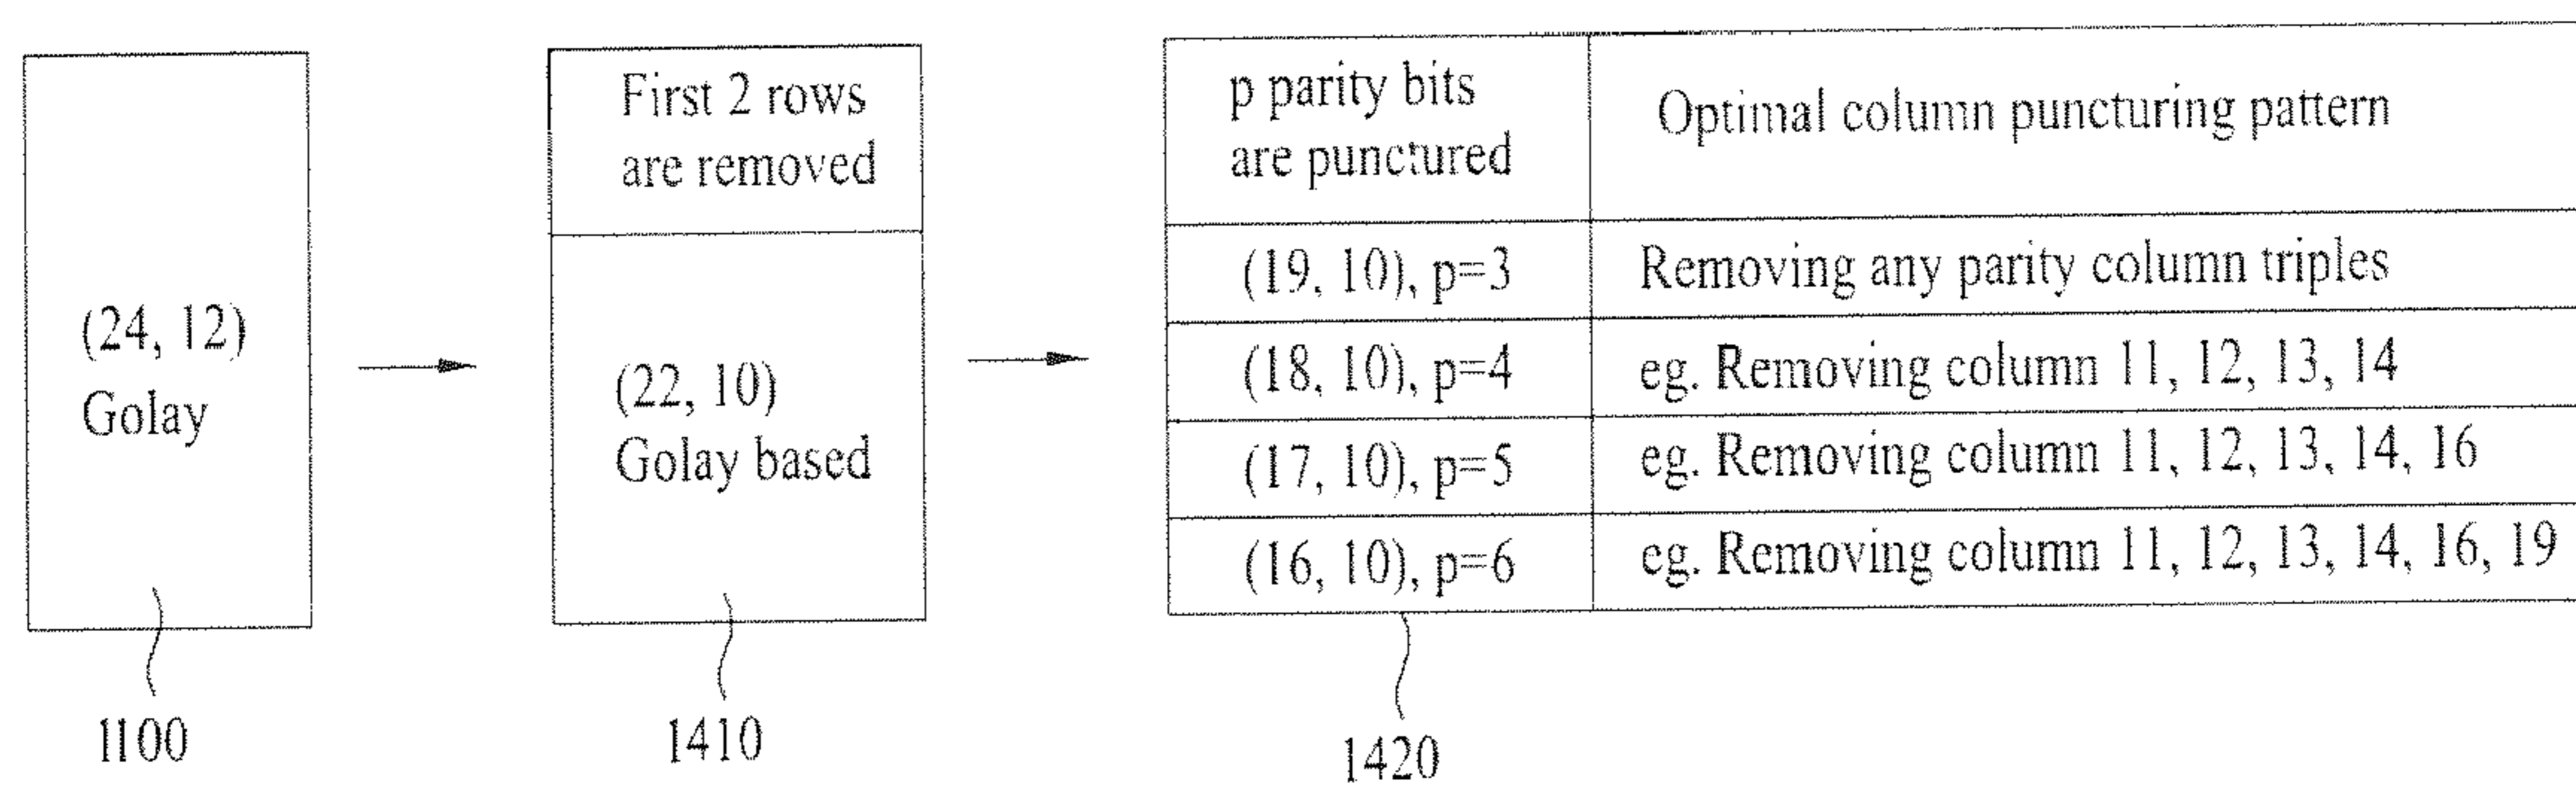 (24, 12)
Golay
1100
First 2 rows
are removed
(22, 10)
Golay based
1410
p parity bits
are punctured
Optimal column puncturing pattern
(19, 10), p=3
Removing any parity column triples
(18, 10), p=4
eg. Removing column 11, 12, 13, 14
(17, 10), p=5
eg. Removing column 11, 12, 13, 14, 16
(16, 10), p=6
eg. Removing column 11, 12, 13, 14, 16, 19
1420